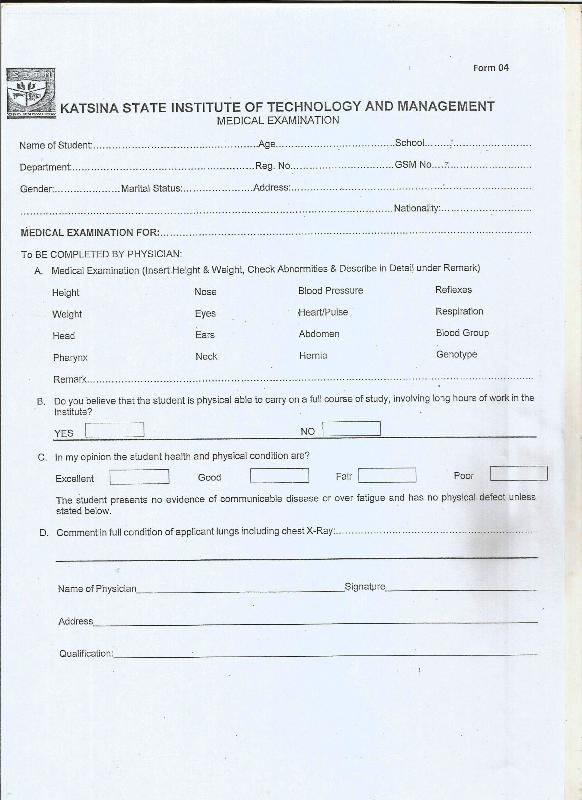 Form 04
KATSINA STATE INSTITUTE OF TECHNOLOGY AND MANAGEMENT
MEDICAL EXAMINATION
Name of Student:..........Age..........School..........
Department:..........Reg. No..........GSM No..........
Gender:..........Marital Status:..........Address:..........
..........Nationality:..........
MEDICAL EXAMINATION FOR:..........
To BE COMPLETED BY PHYSICIAN:
A. Medical Examination (Insert Height & Weight, Check Abnormities & Describe in Detail under Remark)
Height Nose Blood Pressure Reflexes
Weight Eyes Heart/Pulse Respiration
Head Ears Abdomen Blood Group
Pharynx Neck Hernia Genotype
Remark..........
B. Do you believe that the student is physical able to carry on a full course of study, involving long hours of work in the
Institute?
YES NO
C. In my opinion the student health and physical condition are?
Excellent Good Fair Poor
The student presents no evidence of communicable disease or over fatigue and has no physical defect unless
stated below.
D. Comment in full condition of applicant lungs including chest X-Ray:..........
Name of Physician__________Signature__________
Address__________
Qualification:__________